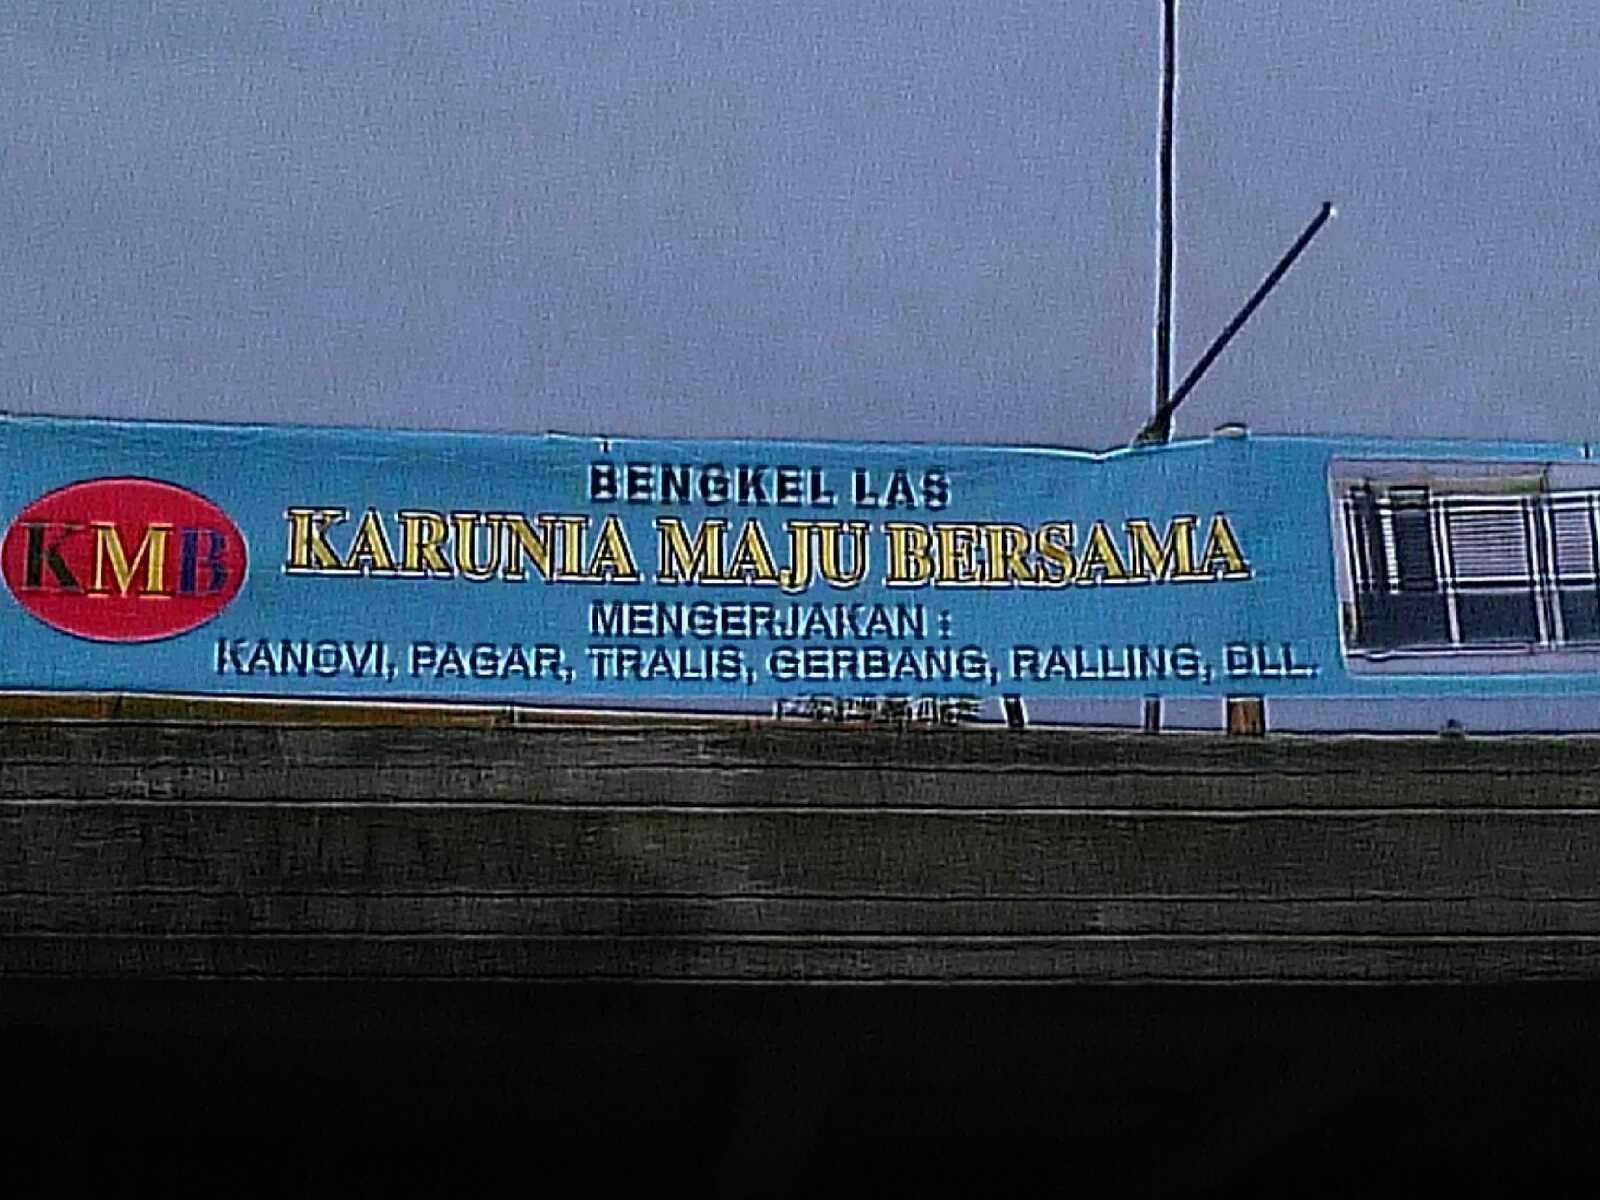 KMB
BENGKEL LAS
KARUNIA MAJU BERSAMA
MENGERJAKAN :
KANOVI, PAGAR, TRALIS, GERBANG, RALLING, DLL.